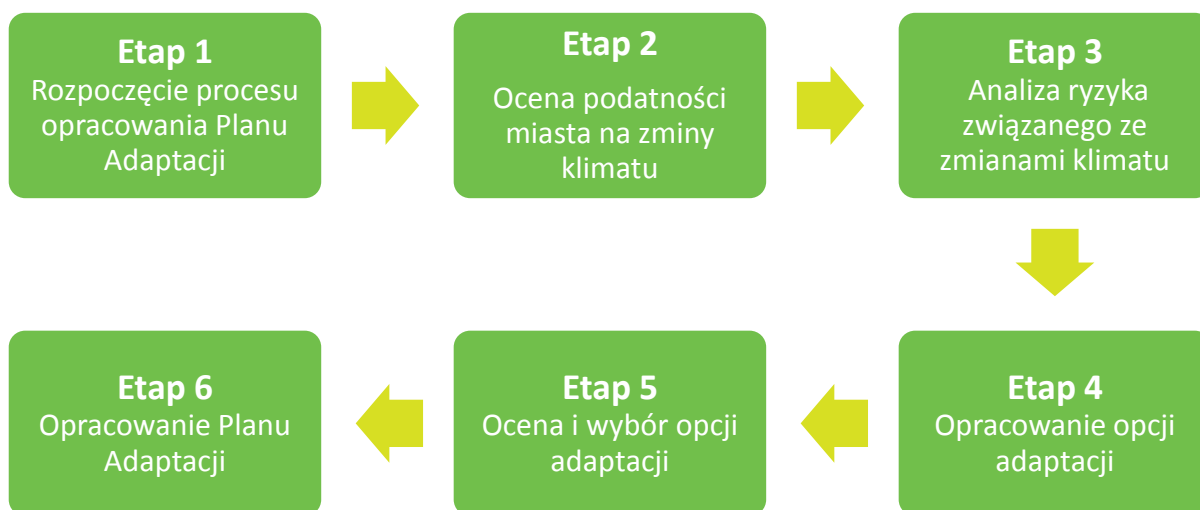 Etap 1
Rozpoczęcie procesu
opracowania Planu
Adaptacji
Etap 2
Ocena podatności
miasta na zminy
klimatu
Etap 3
Analiza ryzyka
związanego ze
zmianami klimatu
Etap 4
Opracowanie opcji
adaptacji
Etap 5
Ocena i wybór opcji
adaptacji
Etap 6
Opracowanie Planu
Adaptacji